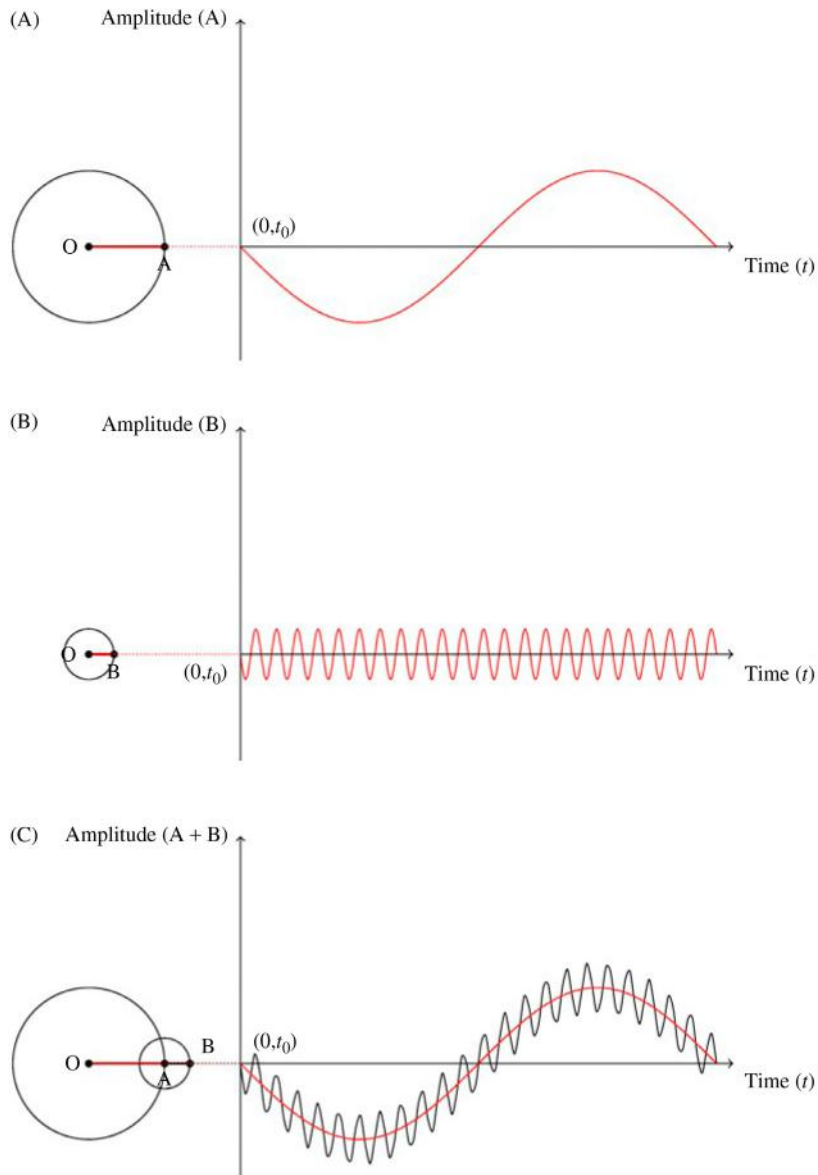 (A) Amplitude (A)
(0,t₀)
O
A
Time (t)
(B) Amplitude (B)
O
B
(0,t₀)
Time (t)
(C) Amplitude (A + B)
B
(0,t₀)
O
A
Time (t)